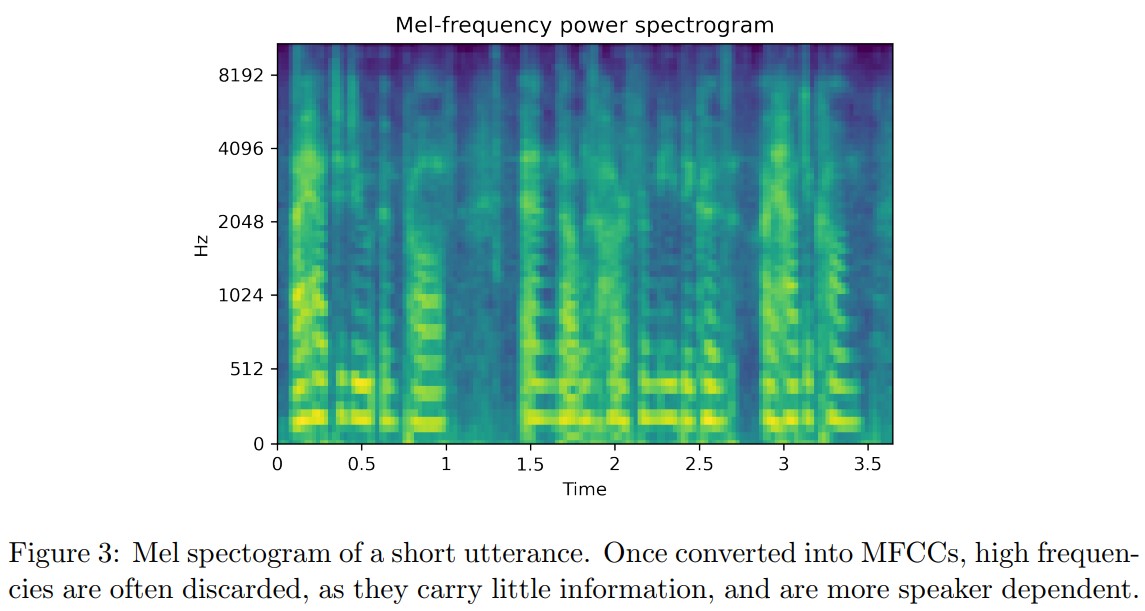 Mel-frequency power spectrogram
8192
4096
2048
1024
512
0
Hz
0 0.5 1 1.5 2 2.5 3 3.5
Time
Figure 3: Mel spectogram of a short utterance. Once converted into MFCCs, high frequen-
cies are often discarded, as they carry little information, and are more speaker dependent.